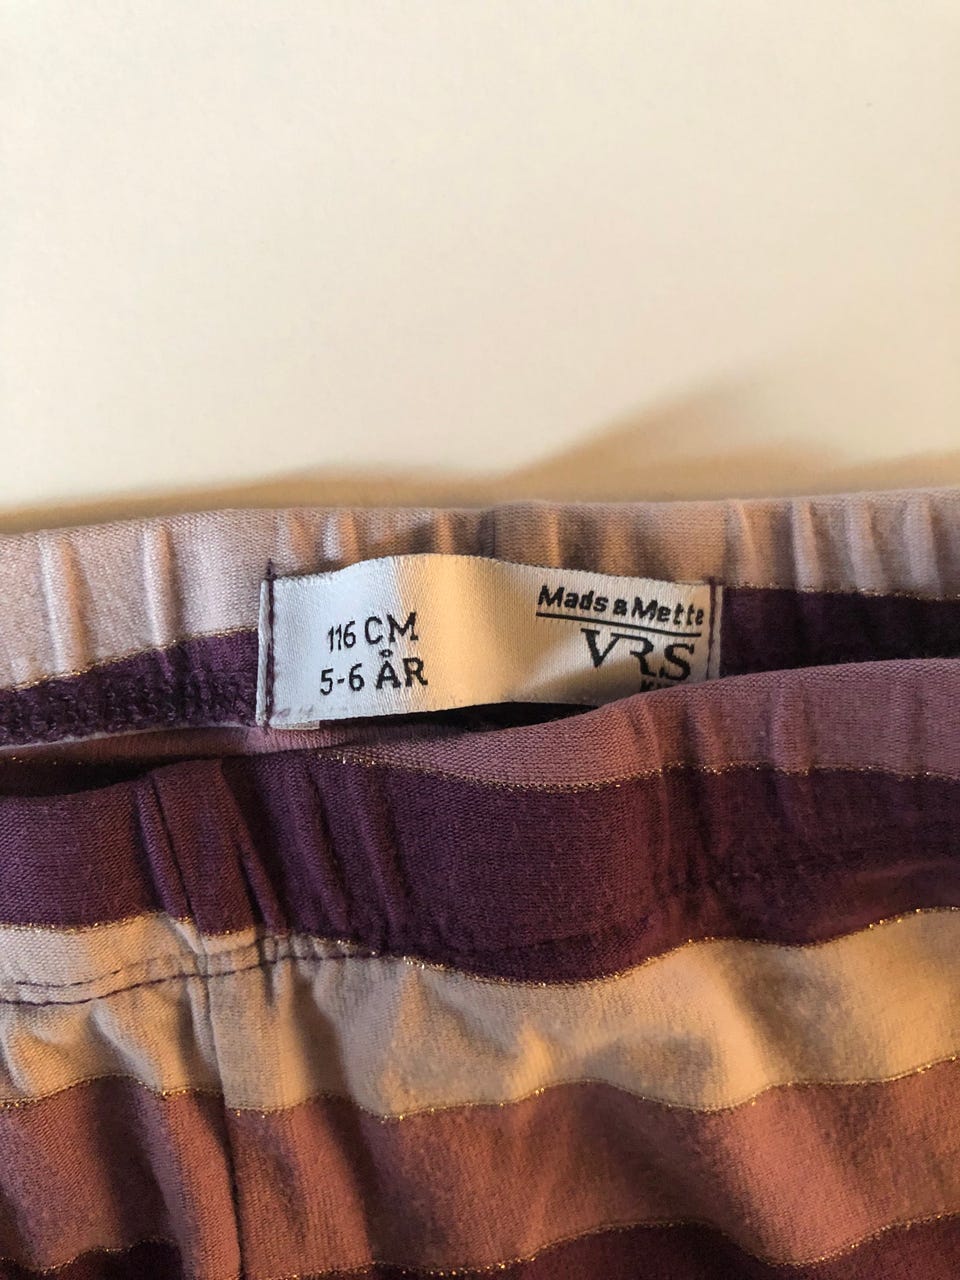 116 CM
5-6 ÅR
Mads & Mette
VRS